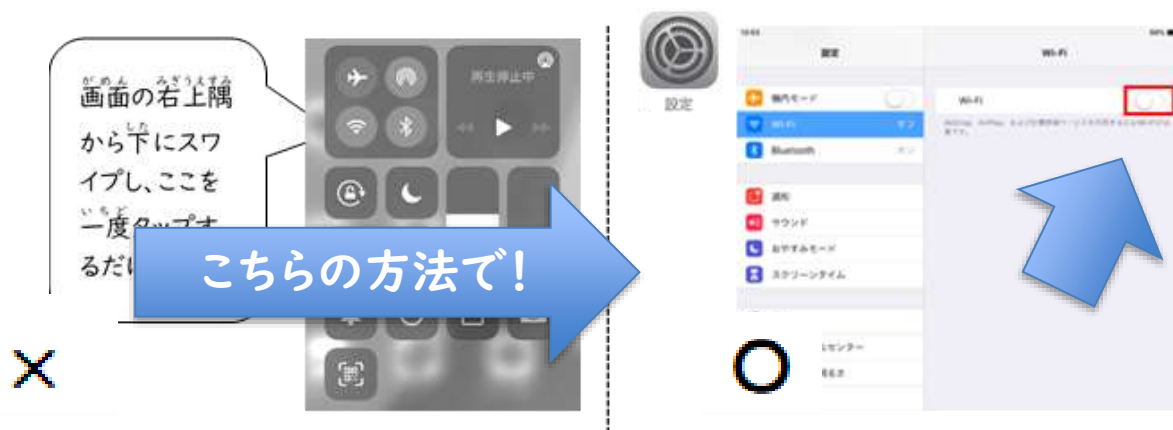 画面の右上隅
から下にスワ
イプし、ここを
一度タップす
るだけ
再生停止中
こちらの方法で!
×
設定
設定
機内モード
Wi-Fi
オフ
Bluetooth
オン
通知
サウンド
おやすみモード
スクリーンタイム
Wi-Fi
Wi-Fi